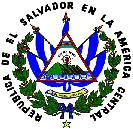 REPUBLICA DE EL SALVADOR EN LA AMERICA CENTRAL